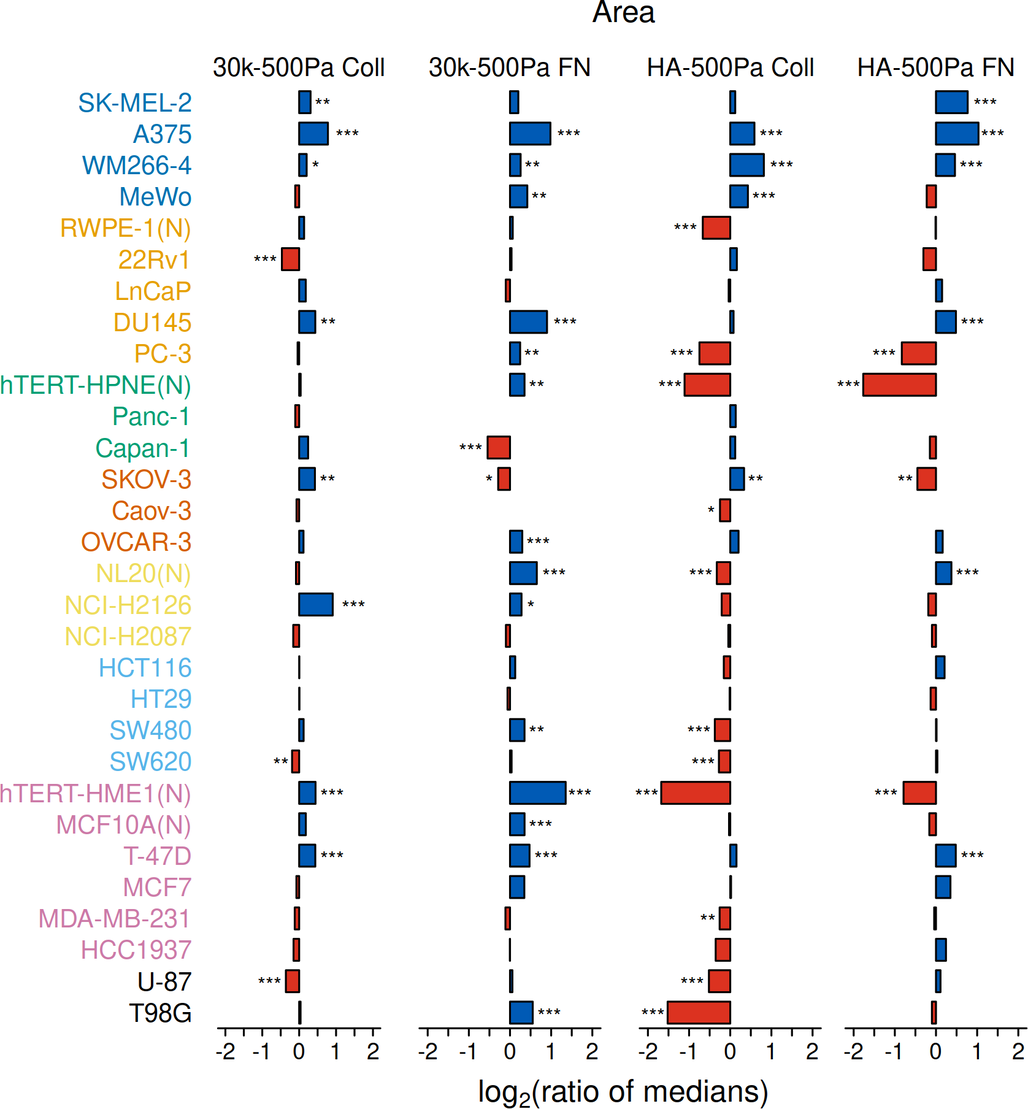 Area
30k-500Pa Coll 30k-500Pa FN HA-500Pa Coll HA-500Pa FN
SK-MEL-2 ** ***
A375 *** *** *** ***
WM266-4 * ** *** ***
MeWo ** ***
RWPE-1(N) ***
22Rv1 ***
LnCaP
DU145 ** *** ***
PC-3 ** *** ***
hTERT-HPNE(N) ** *** ***
Panc-1
Capan-1 ***
SKOV-3 ** * ** **
Caov-3 *
OVCAR-3 ***
NL20(N) *** *** ***
NCI-H2126 *** *
NCI-H2087
HCT116
HT29
SW480 ** ***
SW620 ** ***
hTERT-HME1(N) *** *** *** ***
MCF10A(N) ***
T-47D *** *** ***
MCF7
MDA-MB-231 **
HCC1937
U-87 *** ***
T98G *** ***
-2 -1 0 1 2 -2 -1 0 1 2 -2 -1 0 1 2 -2 -1 0 1 2
log2(ratio of medians)